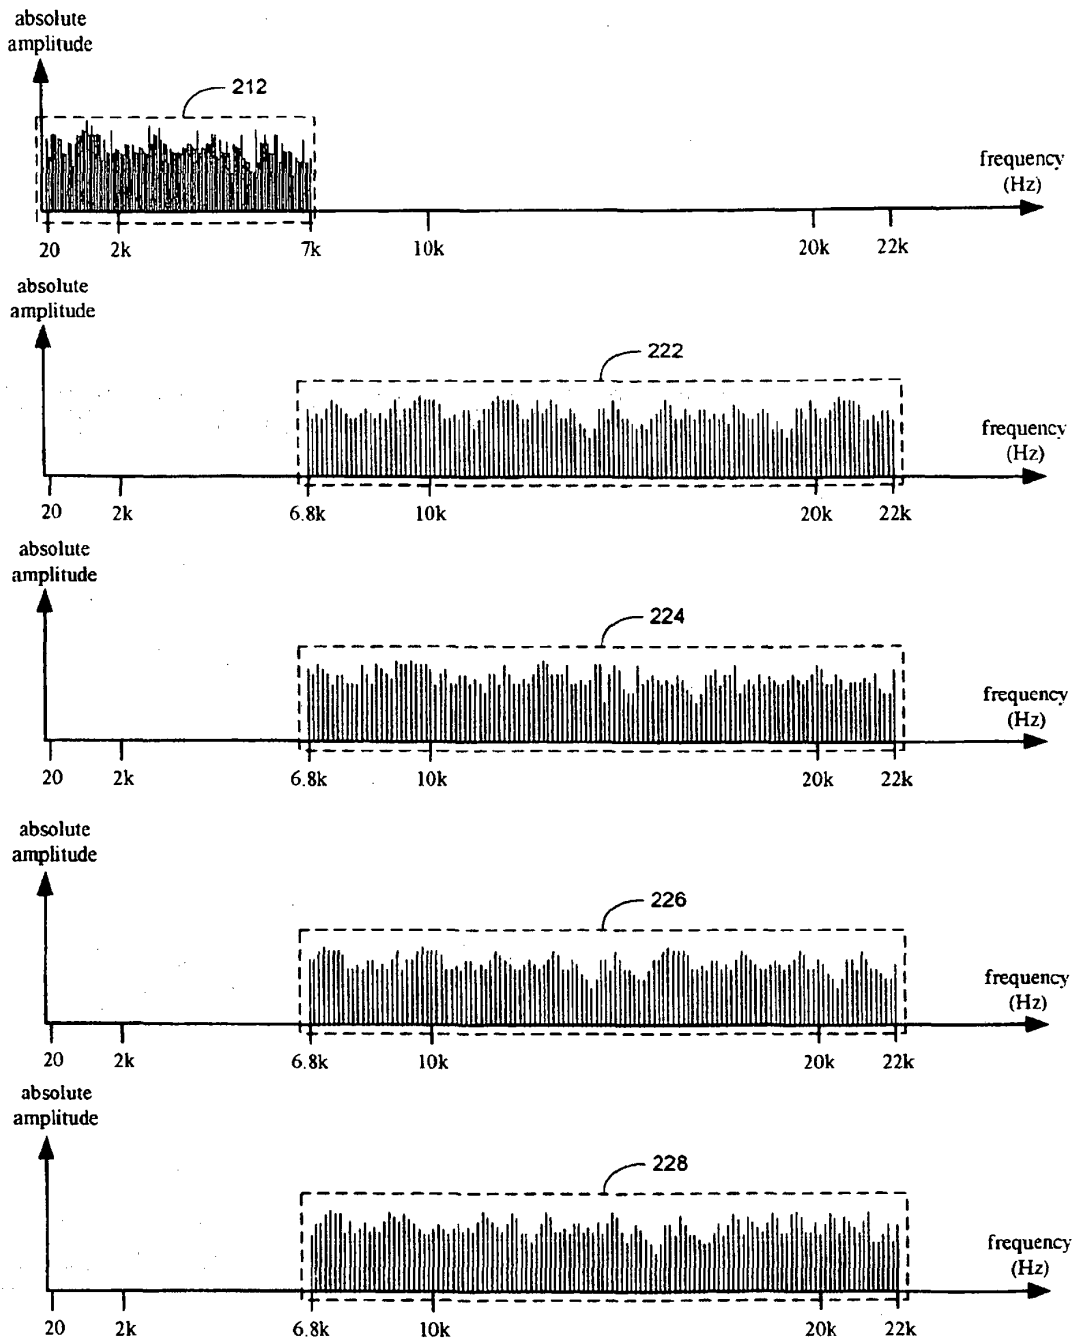 absolute
amplitude
212
frequency
(Hz)
20 2k 7k 10k 20k 22k
absolute
amplitude
222
frequency
(Hz)
20 2k 6.8k 10k 20k 22k
absolute
amplitude
224
frequency
(Hz)
20 2k 6.8k 10k 20k 22k
absolute
amplitude
226
frequency
(Hz)
20 2k 6.8k 10k 20k 22k
absolute
amplitude
228
frequency
(Hz)
20 2k 6.8k 10k 20k 22k